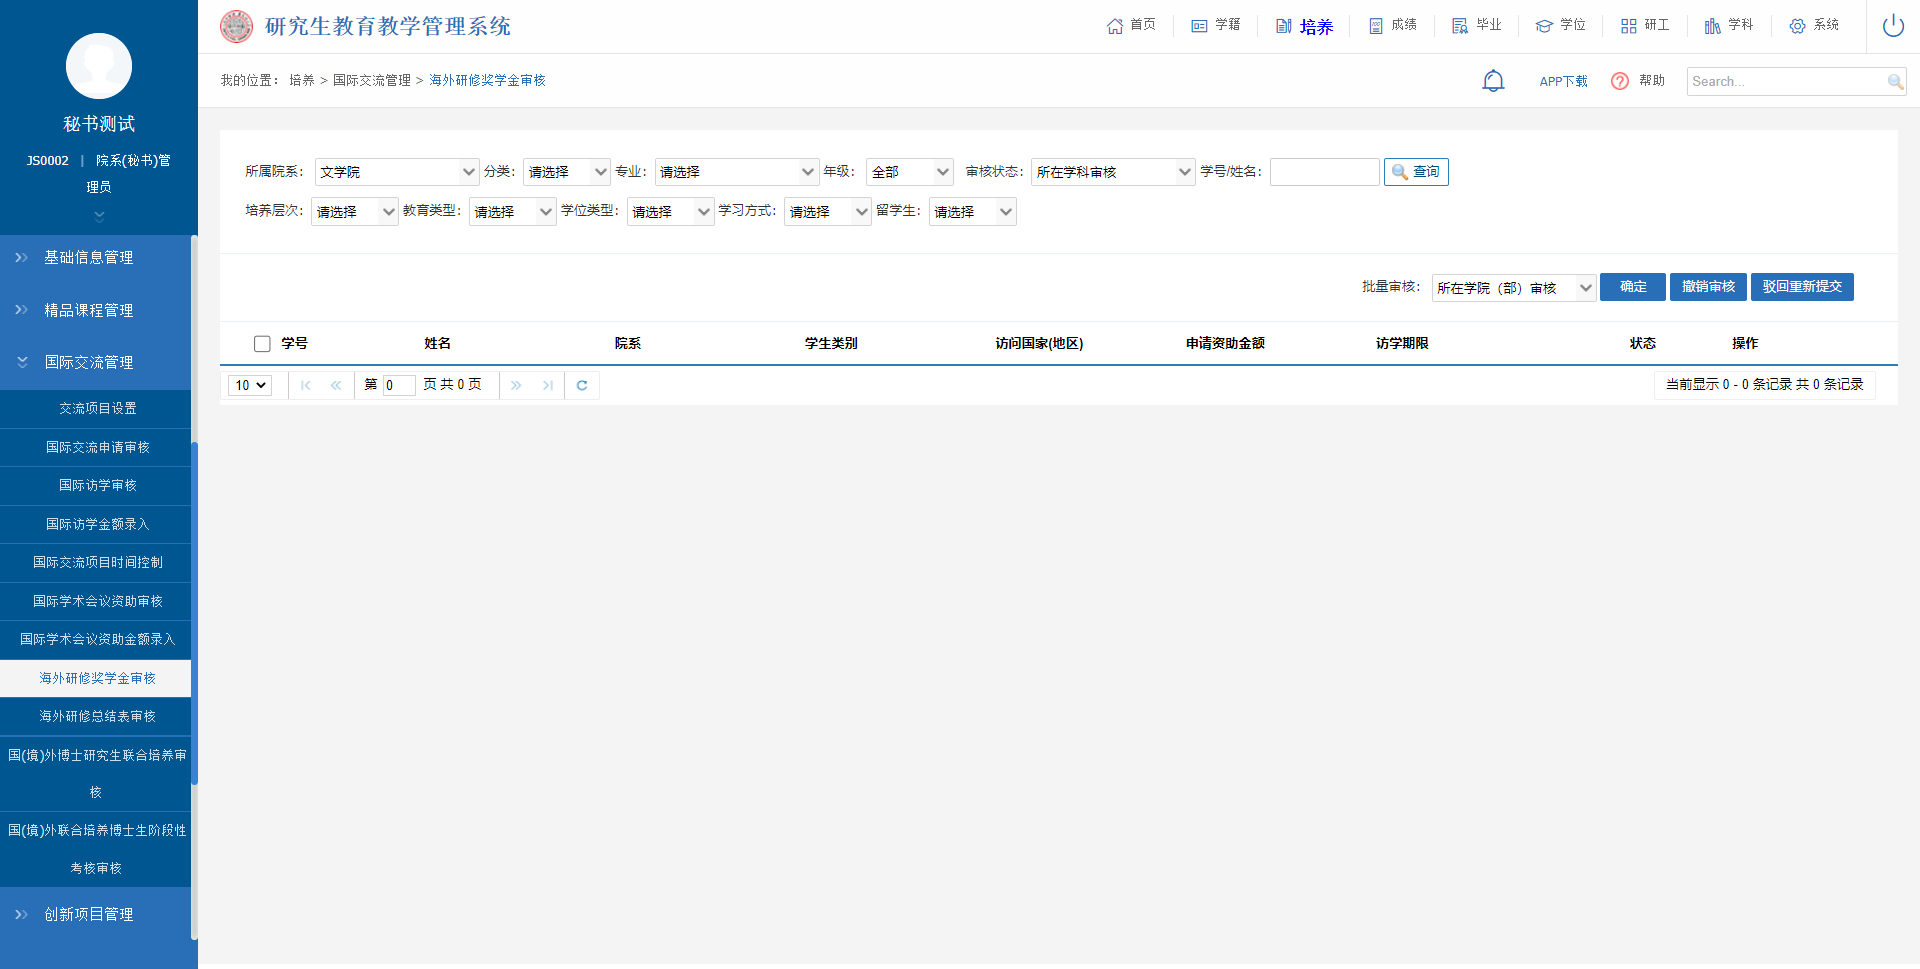 研究生教育教学管理系统
首页 学籍 培养 成绩 毕业 学位 研工 学科 系统
我的位置： 培养 > 国际交流管理 > 海外研修奖学金审核
APP下载 帮助 Search...
秘书测试
JS0002 | 院系(秘书)管
理员
基础信息管理
精品课程管理
国际交流管理
交流项目设置
国际交流申请审核
国际访学审核
国际访学金额录入
国际交流项目时间控制
国际学术会议资助审核
国际学术会议资助金额录入
海外研修奖学金审核
海外研修总结表审核
国(境)外博士研究生联合培养审
核
国(境)外联合培养博士生阶段性
考核审核
创新项目管理
所属院系： 文学院 分类： 请选择 专业： 请选择 年级： 全部 审核状态： 所在学科审核 学号/姓名： 查询
培养层次： 请选择 教育类型： 请选择 学位类型： 请选择 学习方式： 请选择 留学生： 请选择
批量审核： 所在学院（部）审核 确定 撤销审核 驳回重新提交
学号 姓名 院系 学生类别 访问国家(地区) 申请资助金额 访学期限 状态 操作
10 第 0 页 共 0 页 当前显示 0 - 0 条记录 共 0 条记录